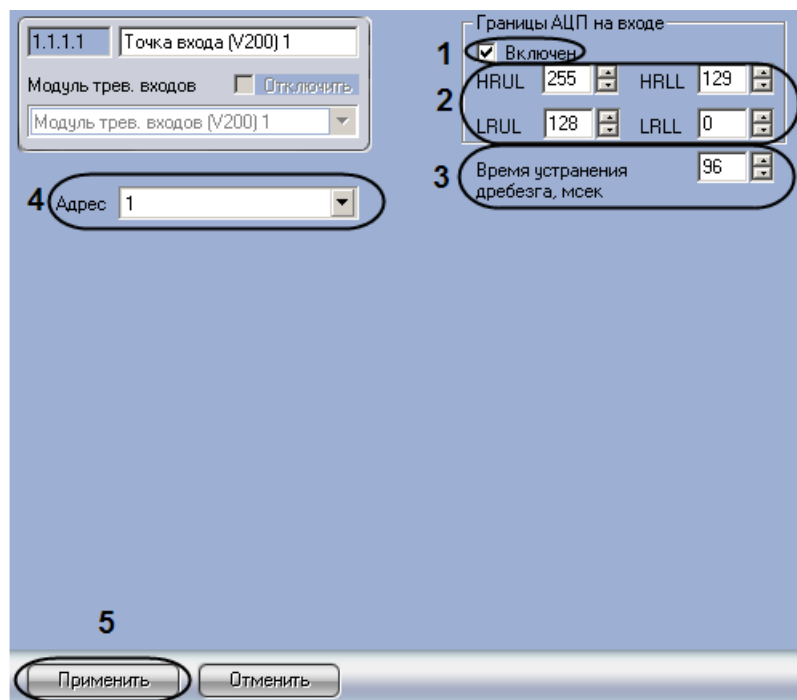 1.1.1.1 Точка входа (V200) 1
Модуль трев. входов Отключить
Модуль трев. входов (V200) 1
4 Адрес 1
Границы АЦП на входе
1 Включен
2
HRUL 255 HRLL 129
LRUL 128 LRLL 0
3 Время устранения 96
дребезга, мсек
5
Применить Отменить